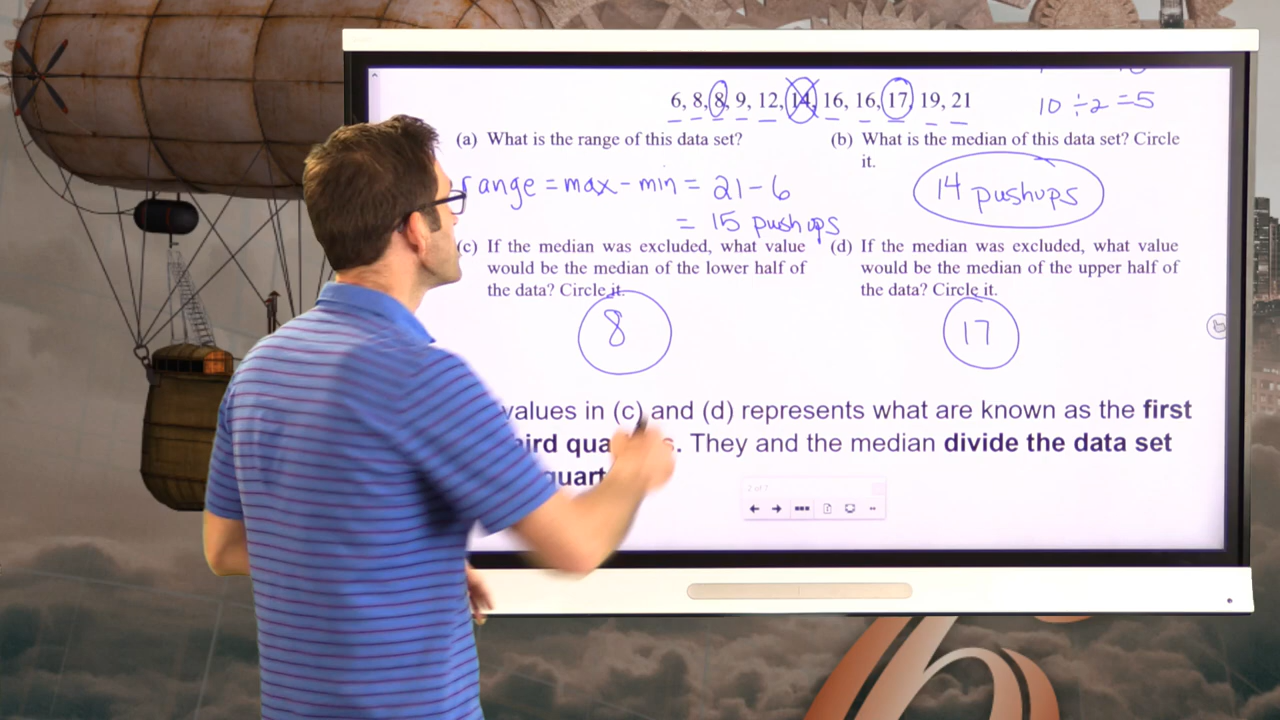 6, 8, 8, 9, 12, 14, 16, 16, 17, 19, 21
10 ÷ 2 = 5
(a) What is the range of this data set?
range = max - min = 21 - 6
= 15 pushups
(b) What is the median of this data set? Circle
it.
14 pushups
(c) If the median was excluded, what value
would be the median of the lower half of
the data? Circle it.
8
(d) If the median was excluded, what value
would be the median of the upper half of
the data? Circle it.
17
values in (c) and (d) represents what are known as the first
They and the median divide the data set
2 of 7